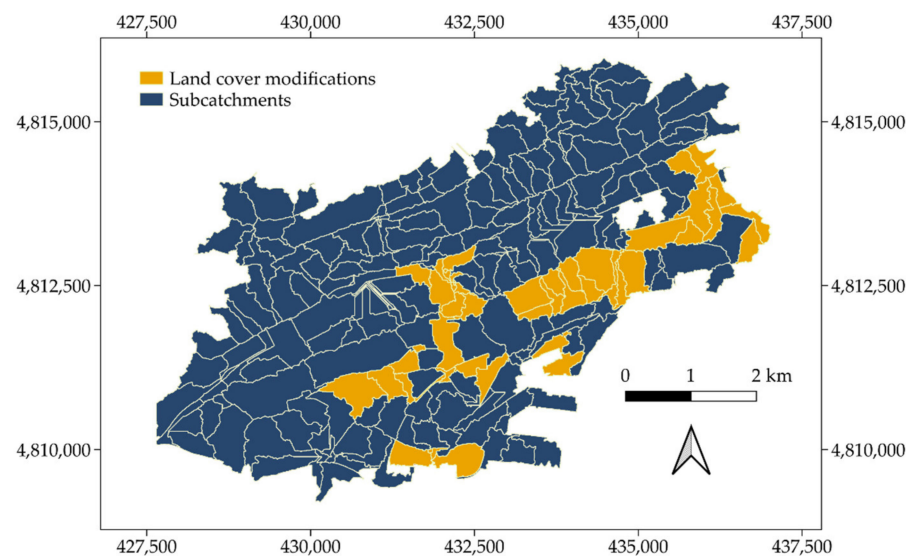 427,500 430,000 432,500 435,000 437,500
Land cover modifications
Subcatchments
4,815,000 4,815,000
4,812,500 4,812,500
0 1 2 km
4,810,000 4,810,000
427,500 430,000 432,500 435,000 437,500